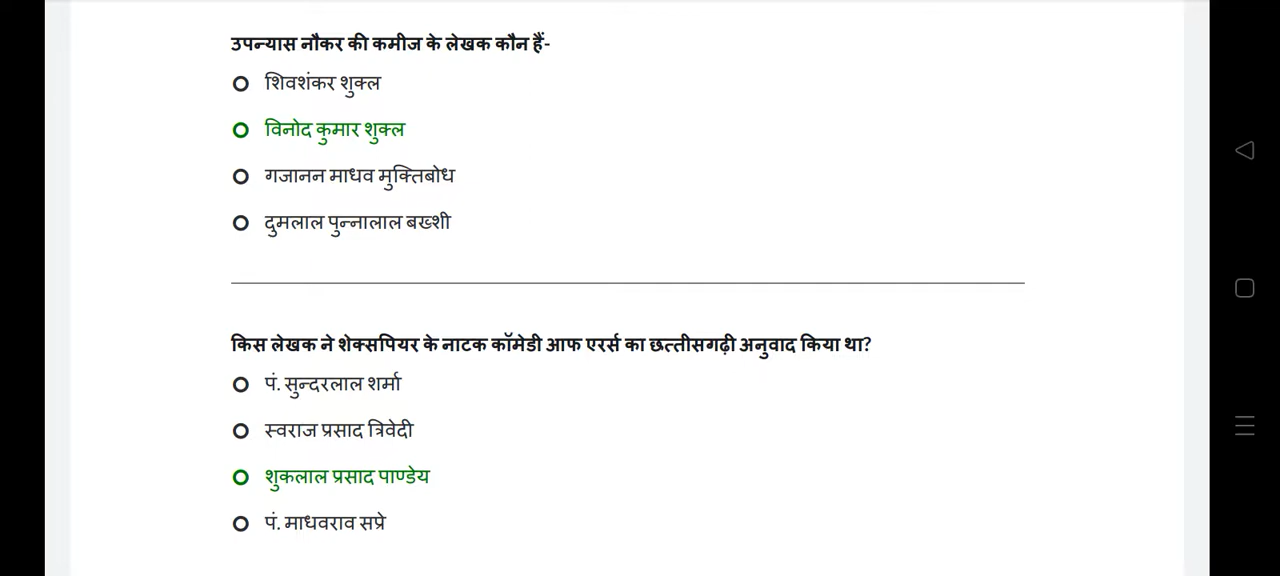 उपन्यास नौकर की कमीज के लेखक कौन हैं-
शिवशंकर शुक्ल
विनोद कुमार शुक्ल
गजानन माधव मुक्तिबोध
दुमलाल पुन्नालाल बख्शी
किस लेखक ने शेक्सपियर के नाटक कॉमेडी आफ एरर्स का छत्तीसगढ़ी अनुवाद किया था?
पं. सुन्दरलाल शर्मा
स्वराज प्रसाद त्रिवेदी
शुकलाल प्रसाद पाण्डेय
पं. माधवराव सप्रे